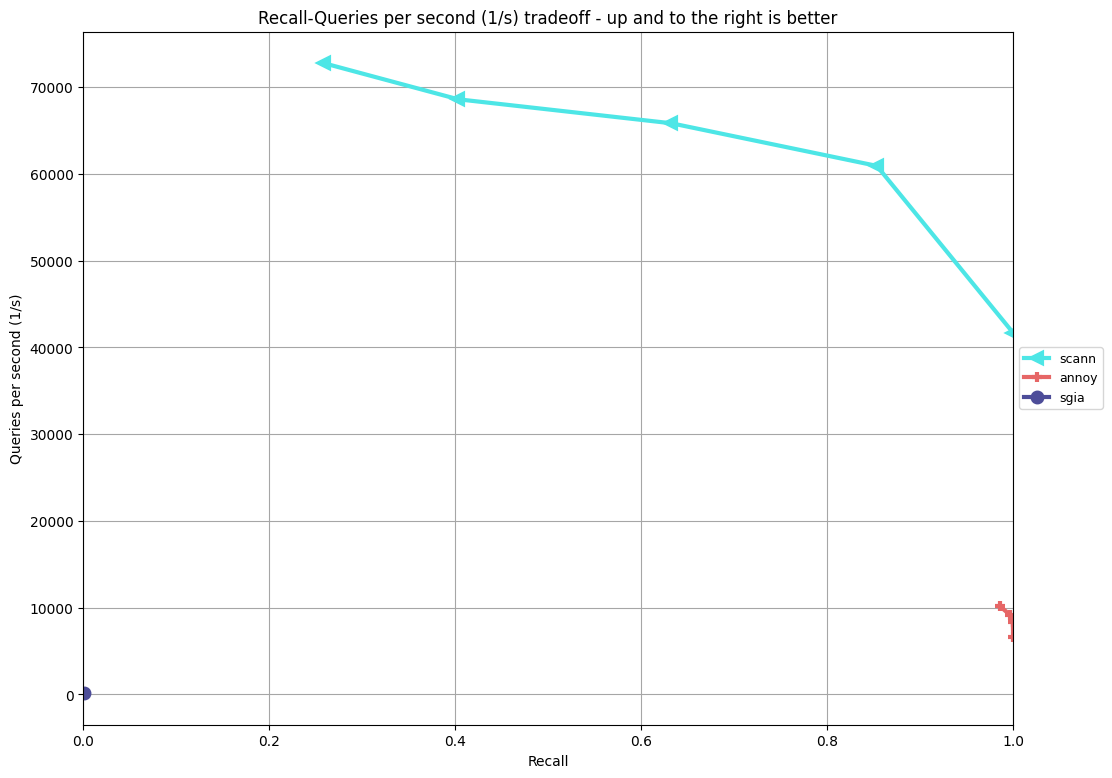 Recall-Queries per second (1/s) tradeoff - up and to the right is better
Queries per second (1/s)
70000
60000
50000
40000
30000
20000
10000
0
0.0 0.2 0.4 0.6 0.8 1.0
Recall
scann
annoy
sgia